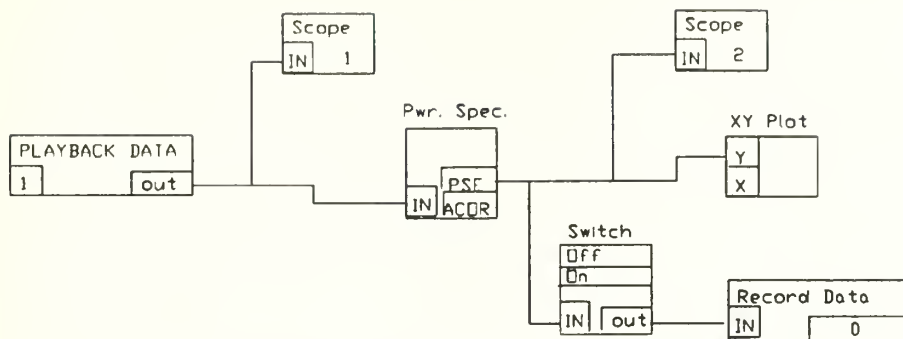 Scope
IN 1
Scope
IN 2
Pwr. Spec.
XY Plot
PLAYBACK DATA
1 out
PSF
IN ACOR
Y
X
Switch
Off
On
IN out
Record Data
IN 0